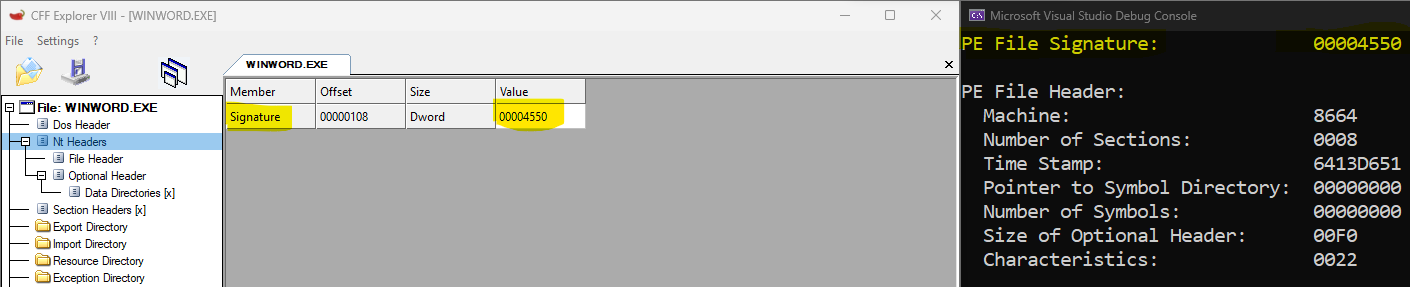 CFF Explorer VIII - [WINWORD.EXE]
File Settings ?
WINWORD.EXE
File: WINWORD.EXE
Dos Header
Nt Headers
File Header
Optional Header
Data Directories [x]
Section Headers [x]
Export Directory
Import Directory
Resource Directory
Exception Directory
Member Offset Size Value
Signature 00000108 Dword 00004550
Microsoft Visual Studio Debug Console
PE File Signature: 00004550
PE File Header:
Machine: 8664
Number of Sections: 0008
Time Stamp: 6413D651
Pointer to Symbol Directory: 00000000
Number of Symbols: 00000000
Size of Optional Header: 00F0
Characteristics: 0022